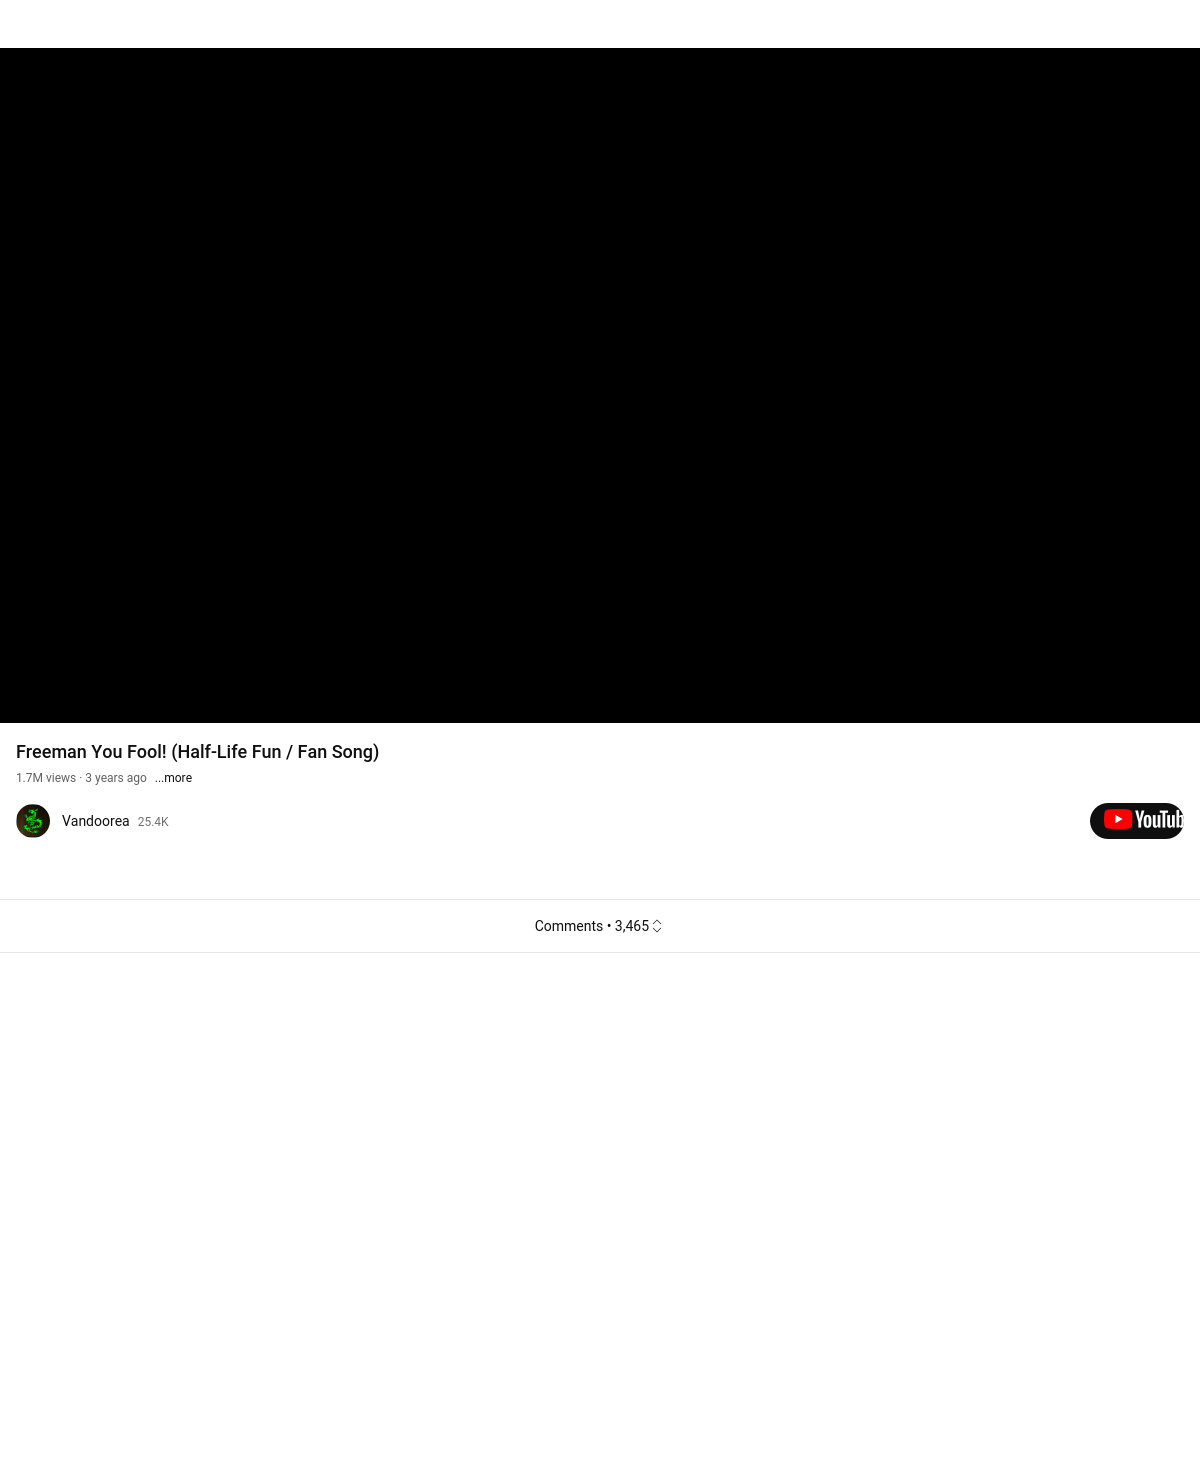 Freeman You Fool! (Half-Life Fun / Fan Song)
1.7M views · 3 years ago ...more
Vandoorea 25.4K
YouTub
Comments • 3,465